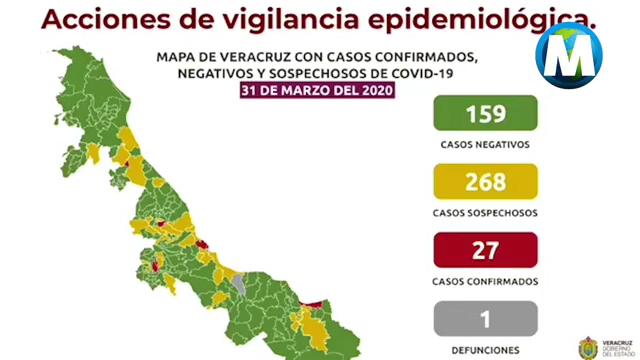 Acciones de vigilancia epidemiológica.
M
MAPA DE VERACRUZ CON CASOS CONFIRMADOS,
NEGATIVOS Y SOSPECHOSOS DE COVID-19
31 DE MARZO DEL 2020
159
CASOS NEGATIVOS
268
CASOS SOSPECHOSOS
27
CASOS CONFIRMADOS
1
DEFUNCIONES
VERACRUZ
GOBIERNO
DEL ESTADO